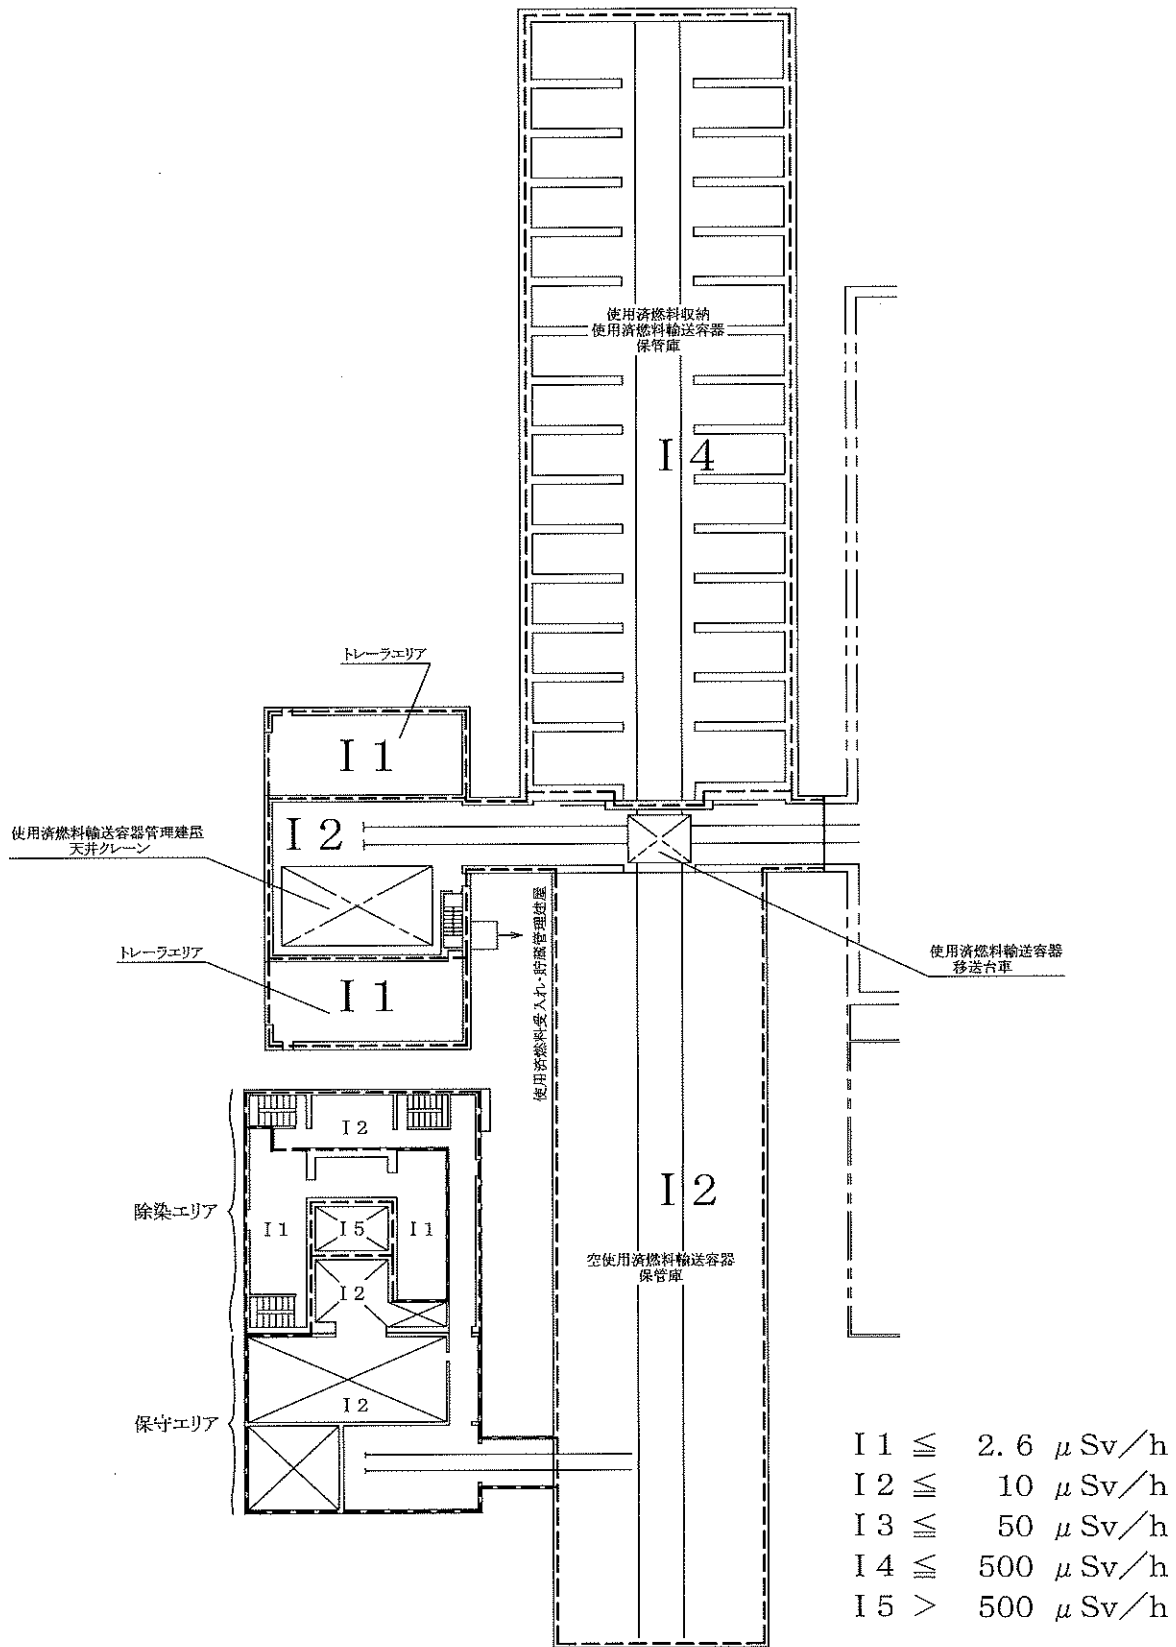 使用済燃料収納
使用済燃料輸送容器
保管庫
I4
トレーラエリア
I1
使用済燃料輸送容器管理建屋
天井クレーン
I2
トレーラエリア
I1
使用済燃料受入れ・貯蔵管理建屋
使用済燃料輸送容器
移送台車
除染エリア
I2
I1
I5
I1
I2
I2
空使用済燃料輸送容器
保管庫
保守エリア
I2
I1 ≦ 2.6 μSv/h
I2 ≦ 10 μSv/h
I3 ≦ 50 μSv/h
I4 ≦ 500 μSv/h
I5 > 500 μSv/h